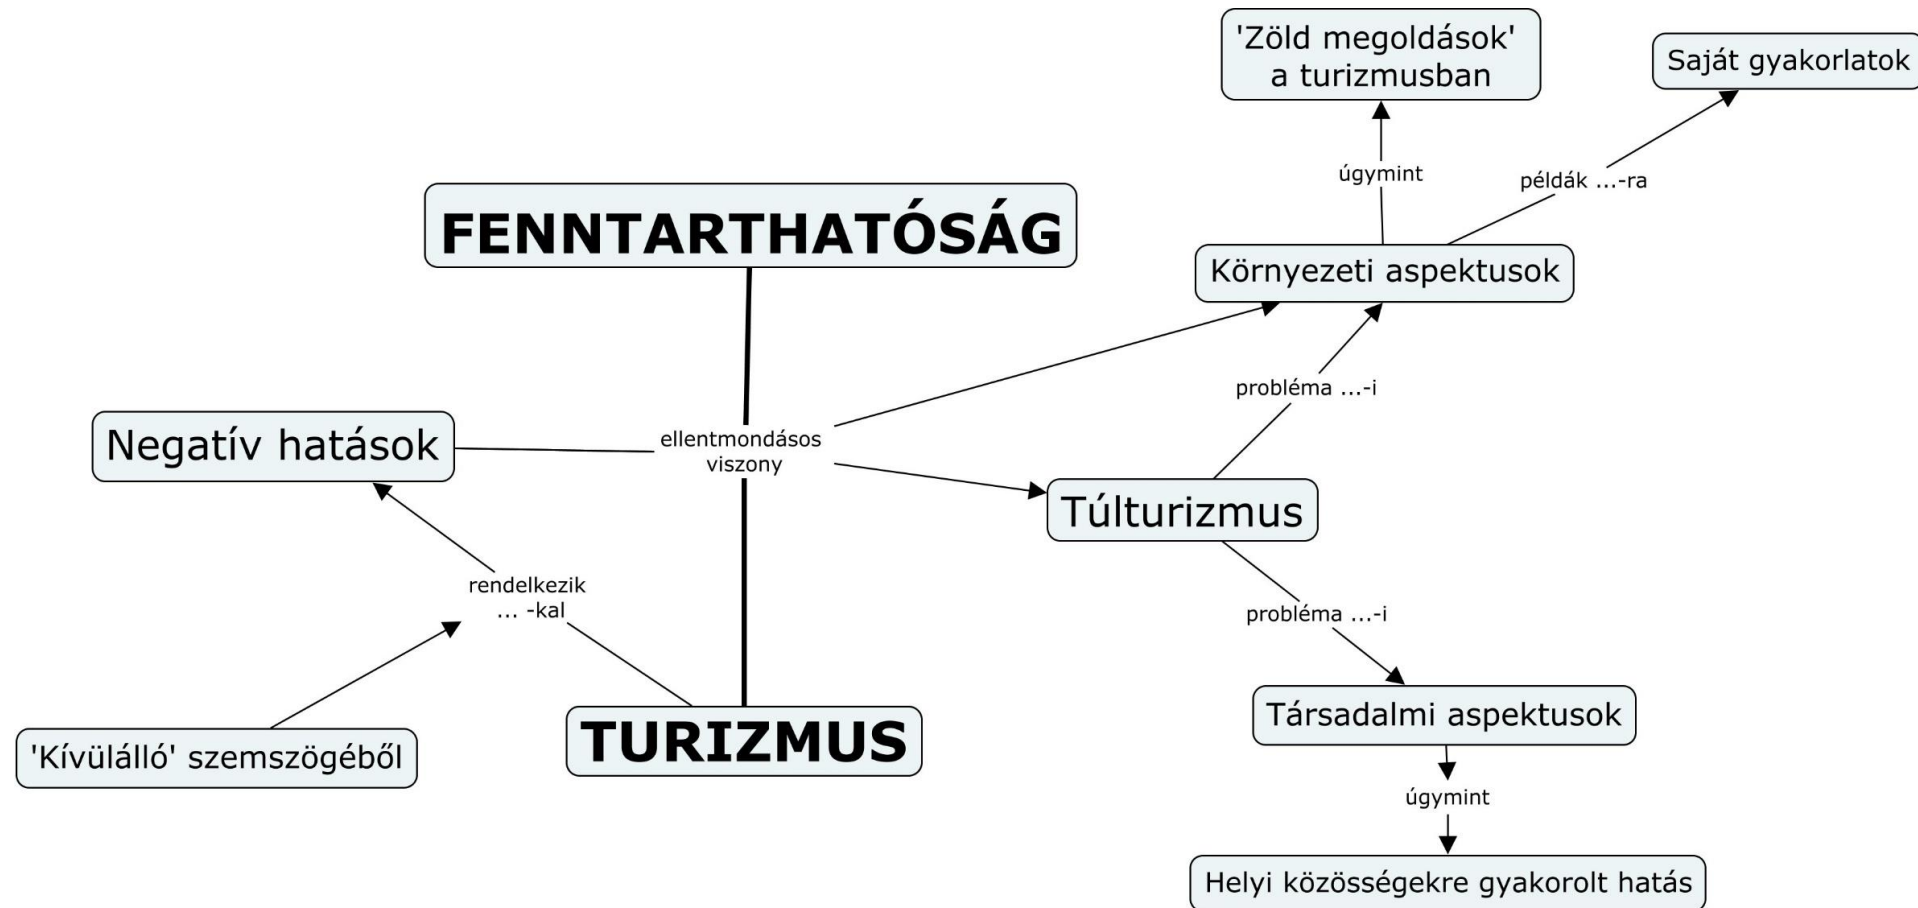 'Zöld megoldások'
a turizmusban
Saját gyakorlatok
úgymint
példák ...-ra
FENNTARTHATÓSÁG
Környezeti aspektusok
probléma ...-i
Negatív hatások
ellentmondásos
viszony
Túlturizmus
rendelkezik
... -kal
probléma ...-i
'Kívülálló' szemszögéből
TURIZMUS
Társadalmi aspektusok
úgymint
Helyi közösségekre gyakorolt hatás